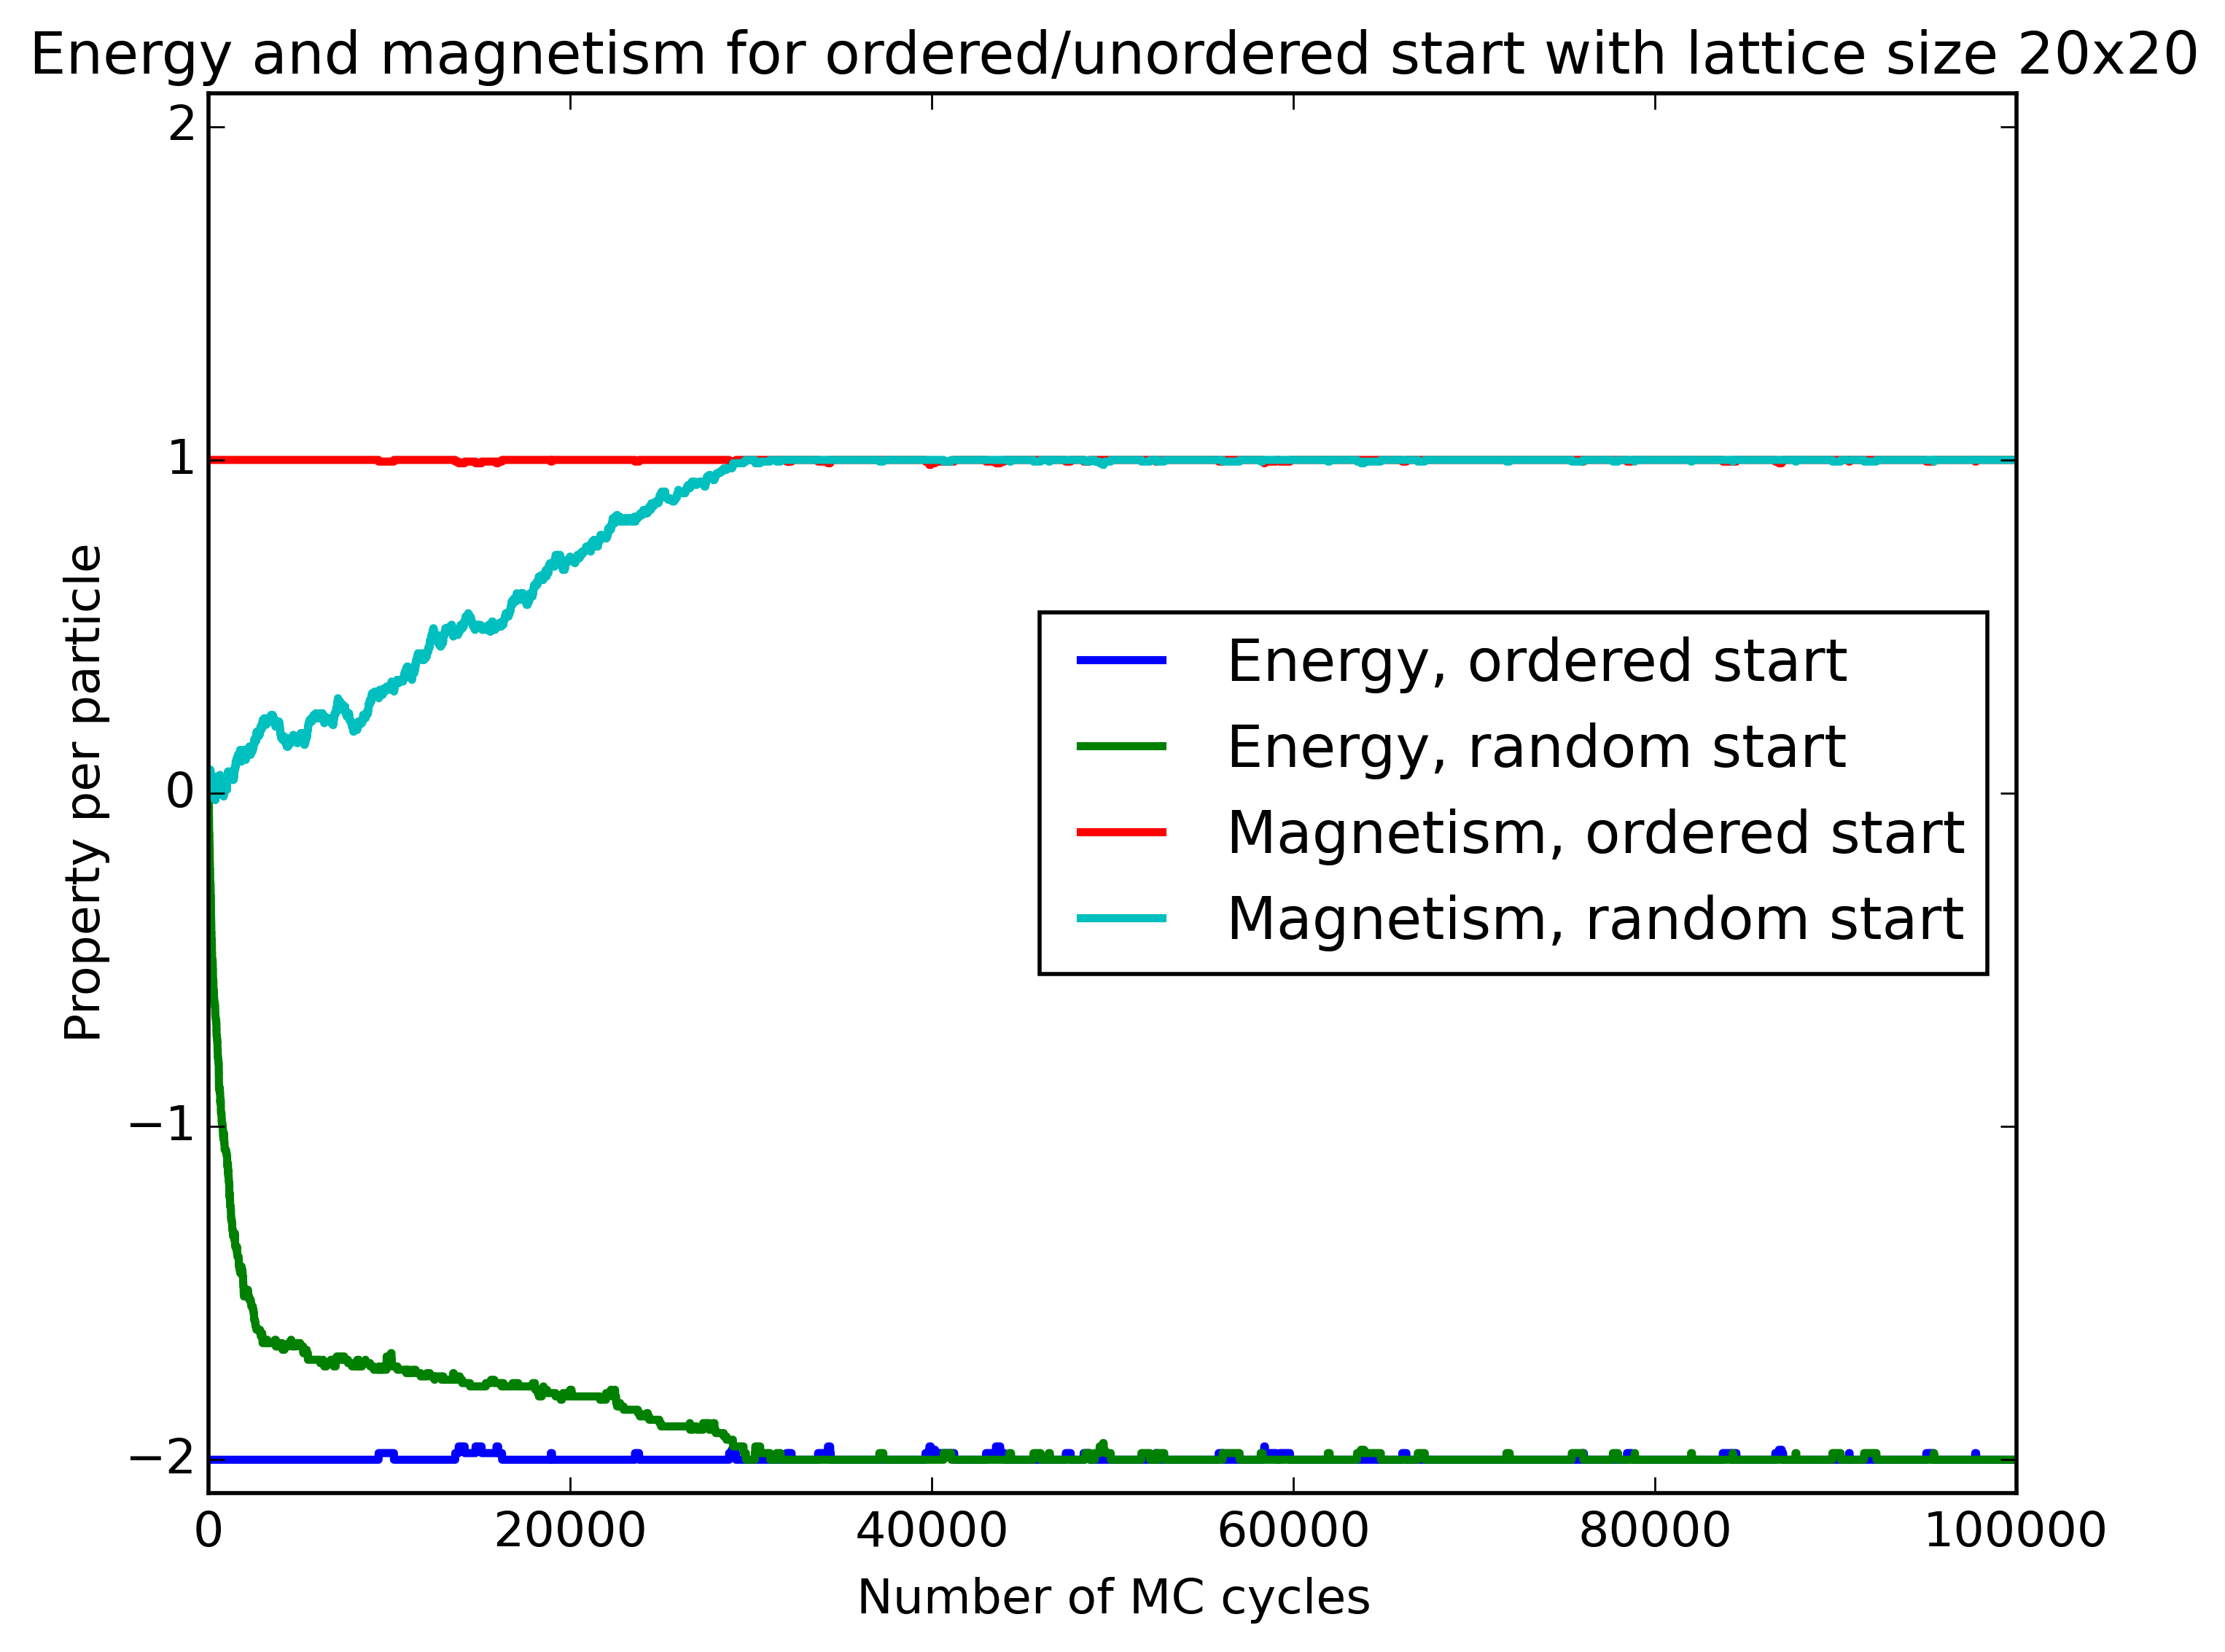 Energy and magnetism for ordered/unordered start with lattice size 20x20
2
1
0
−1
−2
Property per particle
Energy, ordered start
Energy, random start
Magnetism, ordered start
Magnetism, random start
0 20000 40000 60000 80000 100000
Number of MC cycles